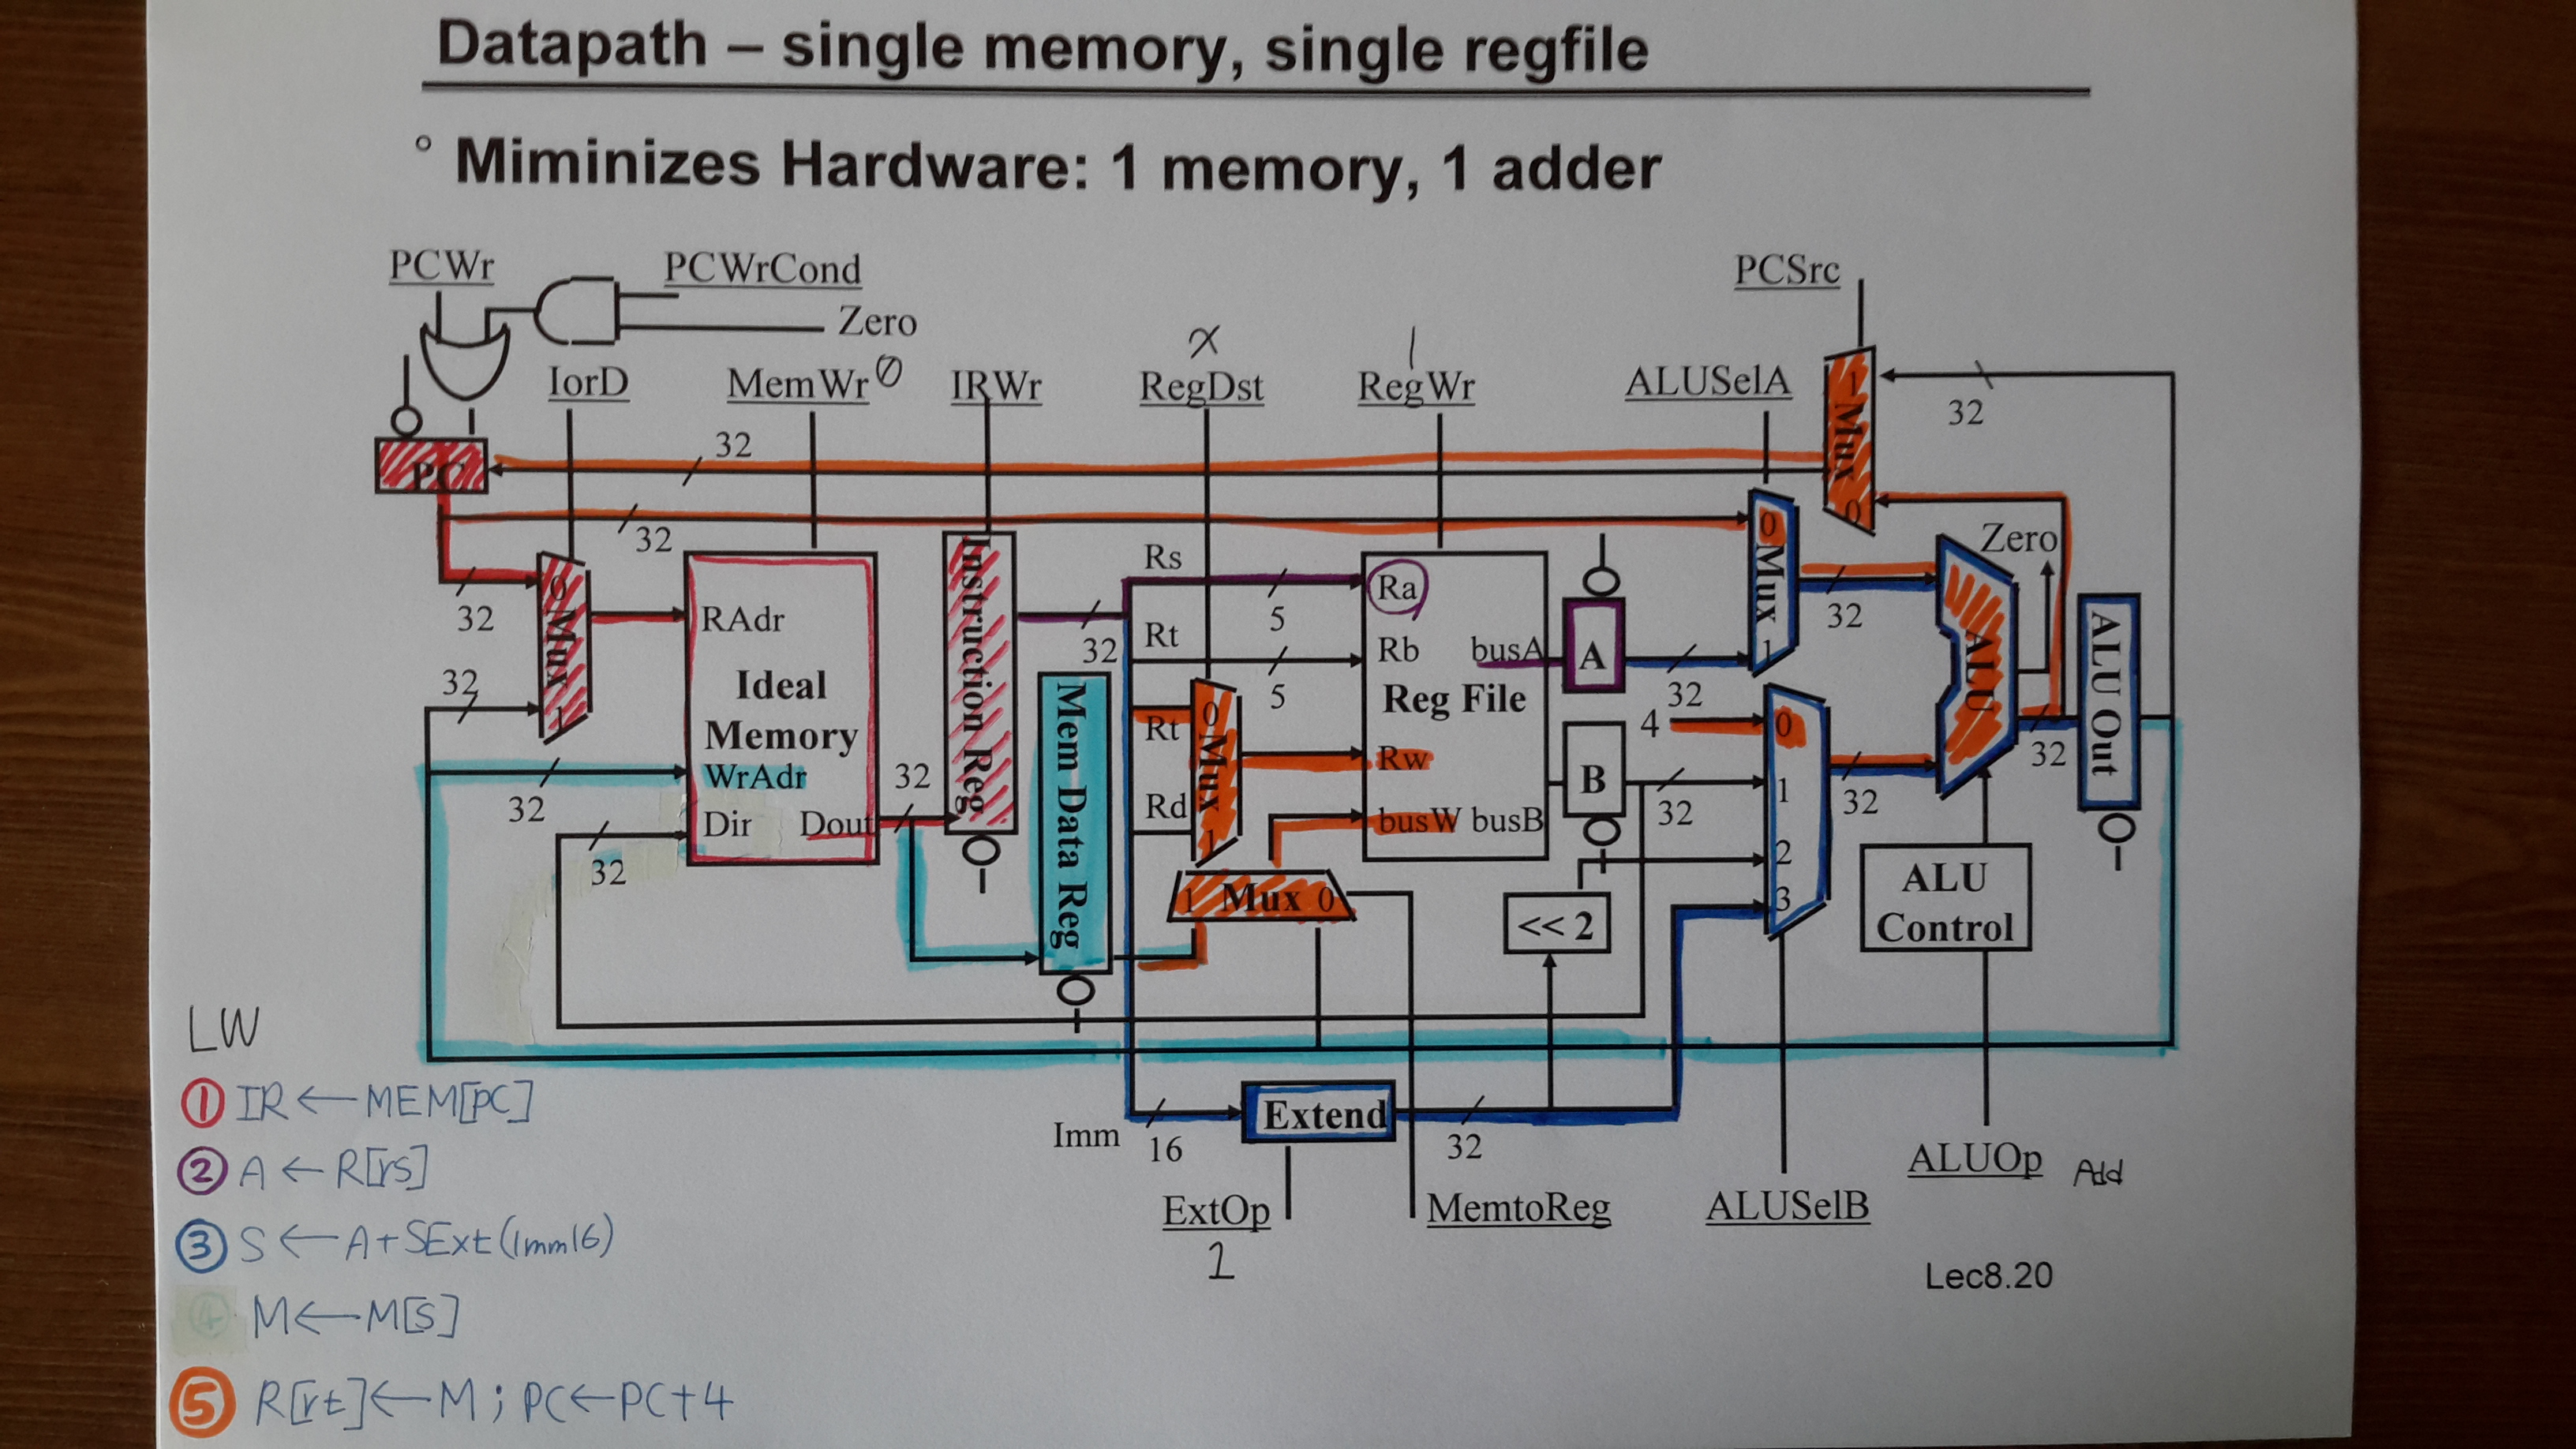 Datapath – single memory, single regfile
° Miminizes Hardware: 1 memory, 1 adder
PCWr
PCWrCond
Zero
PCSrc
x
1
IorD
MemWr 0
IRWr
RegDst
RegWr
ALUSelA
1
Mux
0
32
32
PC
32
32
0
Mux
1
32
32
32
RAdr
Ideal
Memory
WrAdr
Dir
Dout
32
Instruction Reg
32
Mem Data Reg
Rs
5
Rt
5
Rt
Rd
0
Mux
1
Ra
Rb
busA
Reg File
Rw
busW busB
1 Mux 0
A
32
B
32
<< 2
0
Mux
1
32
4
0
1
2
3
32
ALU
Zero
32
ALU Out
ALU
Control
Imm
16
Extend
32
ExtOp
1
MemtoReg
ALUSelB
ALUOp Add
Lec8.20
LW
① IR ← MEM[PC]
② A ← R[rs]
③ S ← A + SExt(Imm16)
④ M ← M[S]
⑤ R[rt] ← M ; PC ← PC + 4